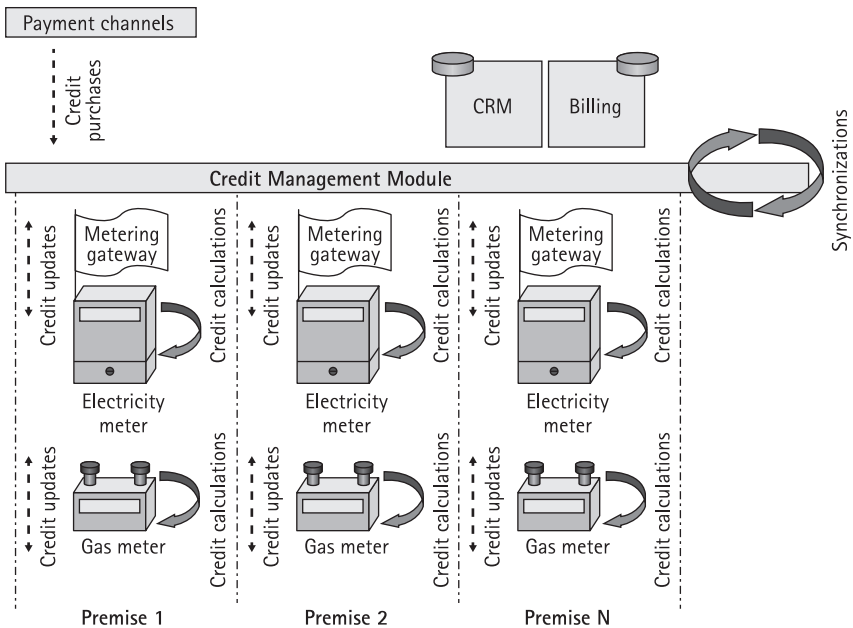 Payment channels
Credit
purchases
CRM
Billing
Synchronizations
Credit Management Module
Credit updates
Metering
gateway
Credit calculations
Electricity
meter
Credit updates
Metering
gateway
Credit calculations
Electricity
meter
Credit updates
Metering
gateway
Credit calculations
Electricity
meter
Credit updates
Credit calculations
Gas meter
Credit updates
Credit calculations
Gas meter
Credit updates
Credit calculations
Gas meter
Premise 1
Premise 2
Premise N